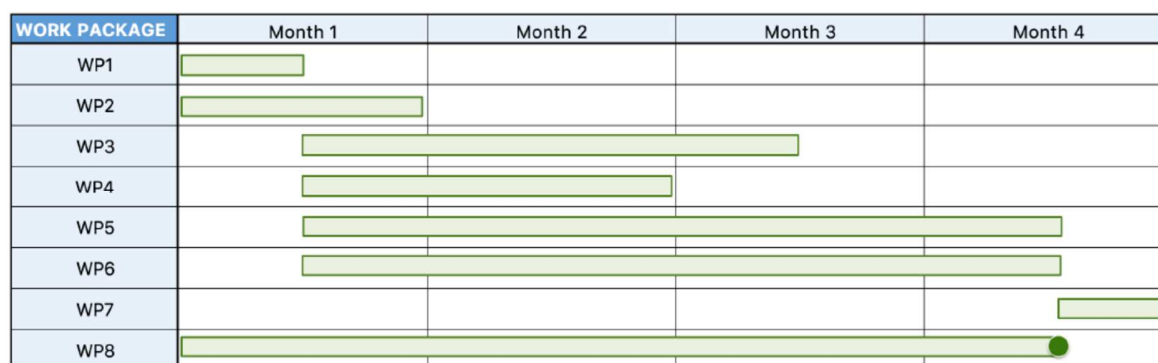 WORK PACKAGE Month 1 Month 2 Month 3 Month 4
WP1
WP2
WP3
WP4
WP5
WP6
WP7
WP8